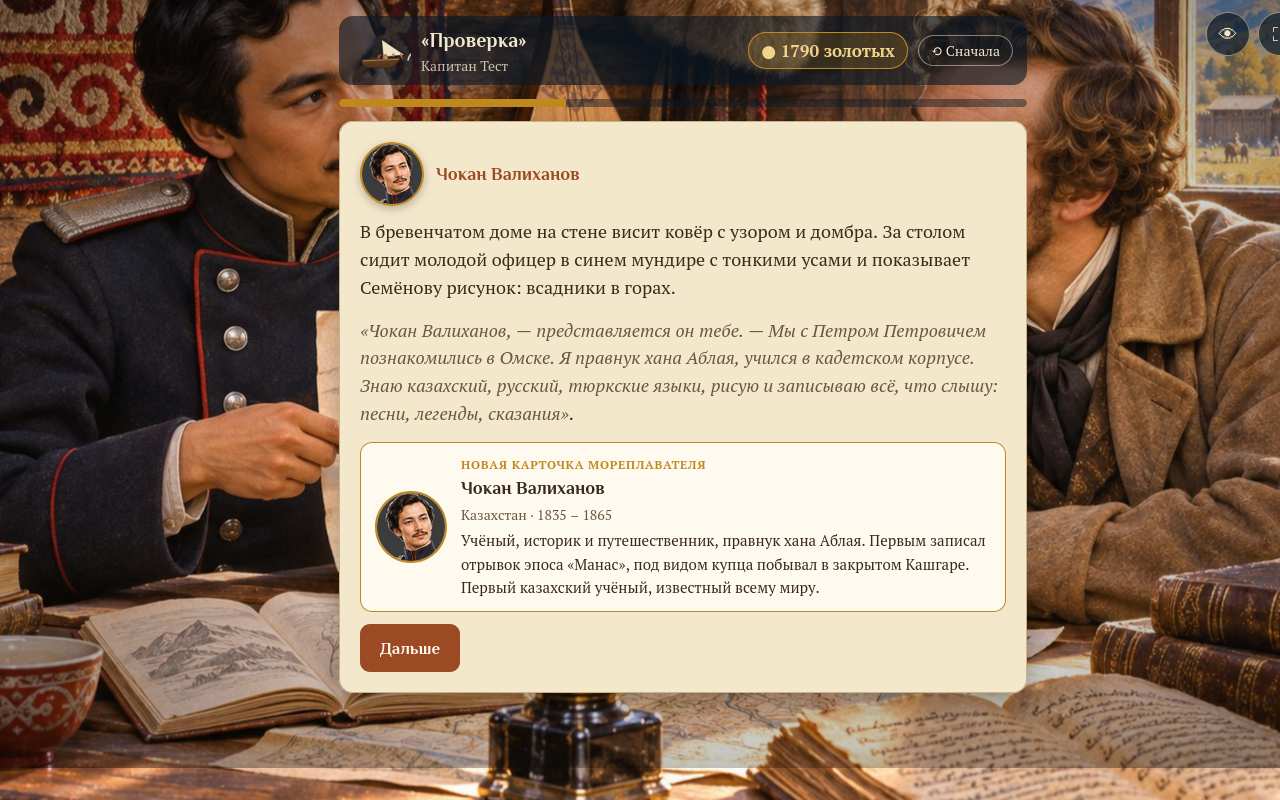 «Проверка»
Капитан Тест
1790 золотых
⟲ Сначала
Чокан Валиханов
В бревенчатом доме на стене висит ковёр с узором и домбра. За столом
сидит молодой офицер в синем мундире с тонкими усами и показывает
Семёнову рисунок: всадники в горах.
«Чокан Валиханов, — представляется он тебе. — Мы с Петром Петровичем
познакомились в Омске. Я правнук хана Аблая, учился в кадетском корпусе.
Знаю казахский, русский, тюркские языки, рисую и записываю всё, что слышу:
песни, легенды, сказания».
НОВАЯ КАРТОЧКА МОРЕПЛАВАТЕЛЯ
Чокан Валиханов
Казахстан · 1835 – 1865
Учёный, историк и путешественник, правнук хана Аблая. Первым записал
отрывок эпоса «Манас», под видом купца побывал в закрытом Кашгаре.
Первый казахский учёный, известный всему миру.
Дальше